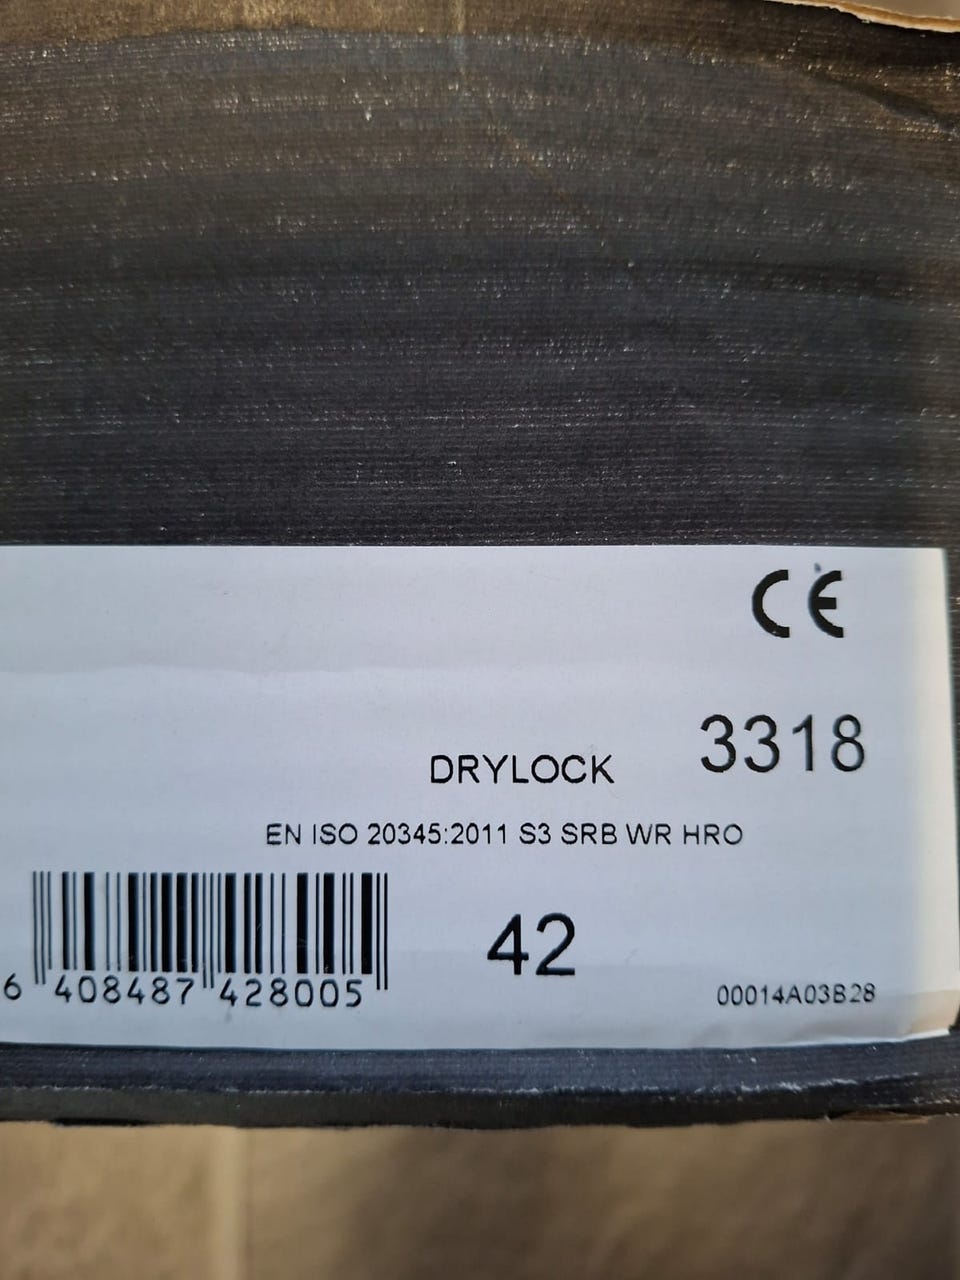 CE
3318
DRYLOCK
EN ISO 20345:2011 S3 SRB WR HRO
42
6 408487 428005
00014A03B28